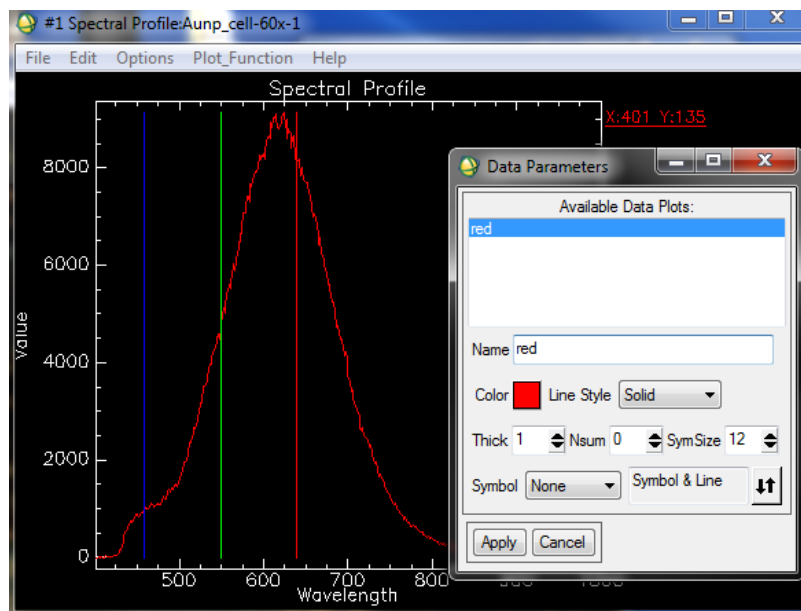 #1 Spectral Profile:Aunp_cell-60x-1
File Edit Options Plot_Function Help
Spectral Profile
X:401 Y:135
8000
6000
4000
2000
0
Value
500 600 700 800
Wavelength
Data Parameters
Available Data Plots:
red
Name red
Color Line Style Solid
Thick 1 Nsum 0 SymSize 12
Symbol None Symbol & Line
Apply Cancel